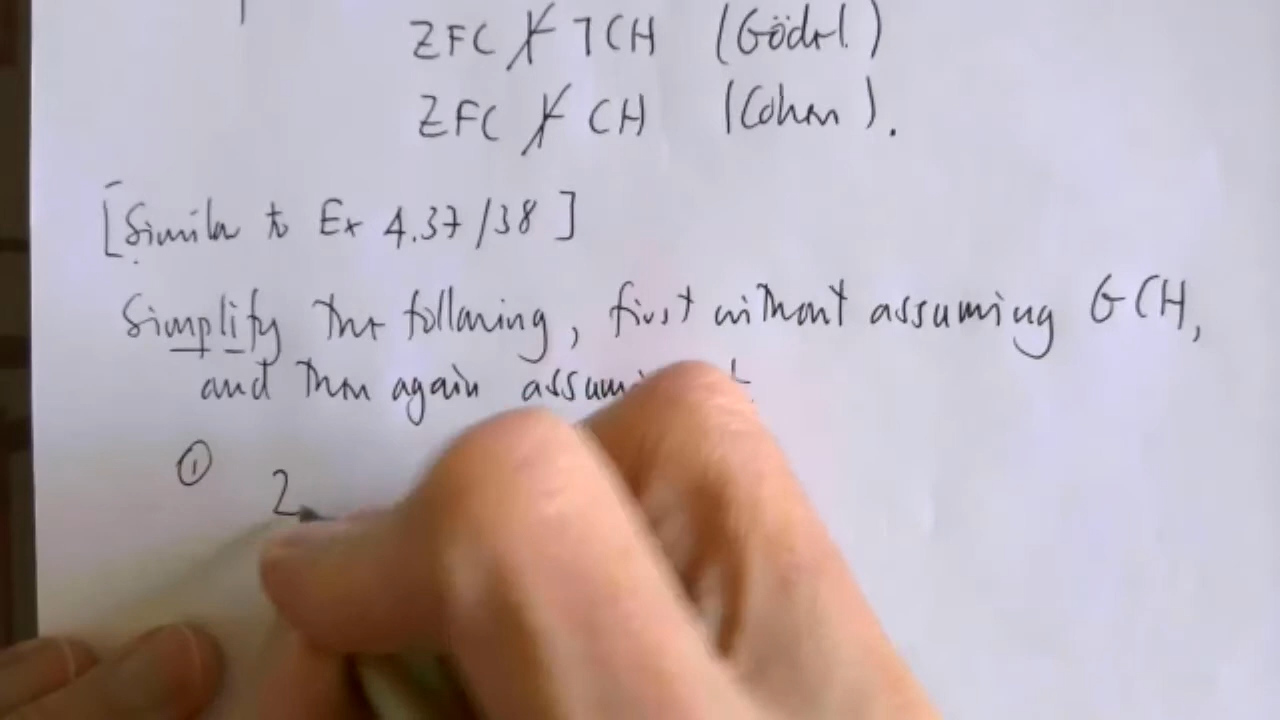 ZFC ⊬ ¬CH (Gödel)
ZFC ⊬ CH (Cohen).
[Similar to Ex 4.37/38]
Simplify the following, first without assuming GCH,
and then again
① 2